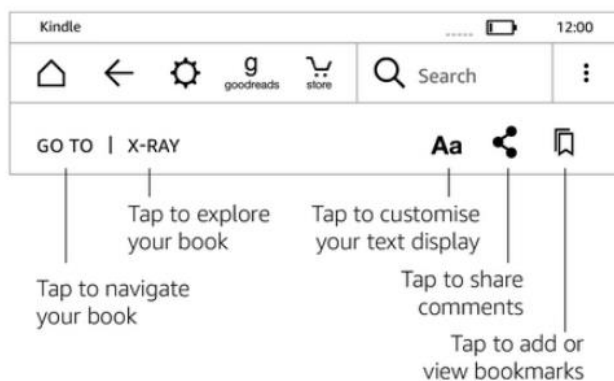 Kindle 12:00
g
goodreads store Search
GO TO | X-RAY Aa
Tap to explore
your book
Tap to customise
your text display
Tap to navigate
your book
Tap to share
comments
Tap to add or
view bookmarks